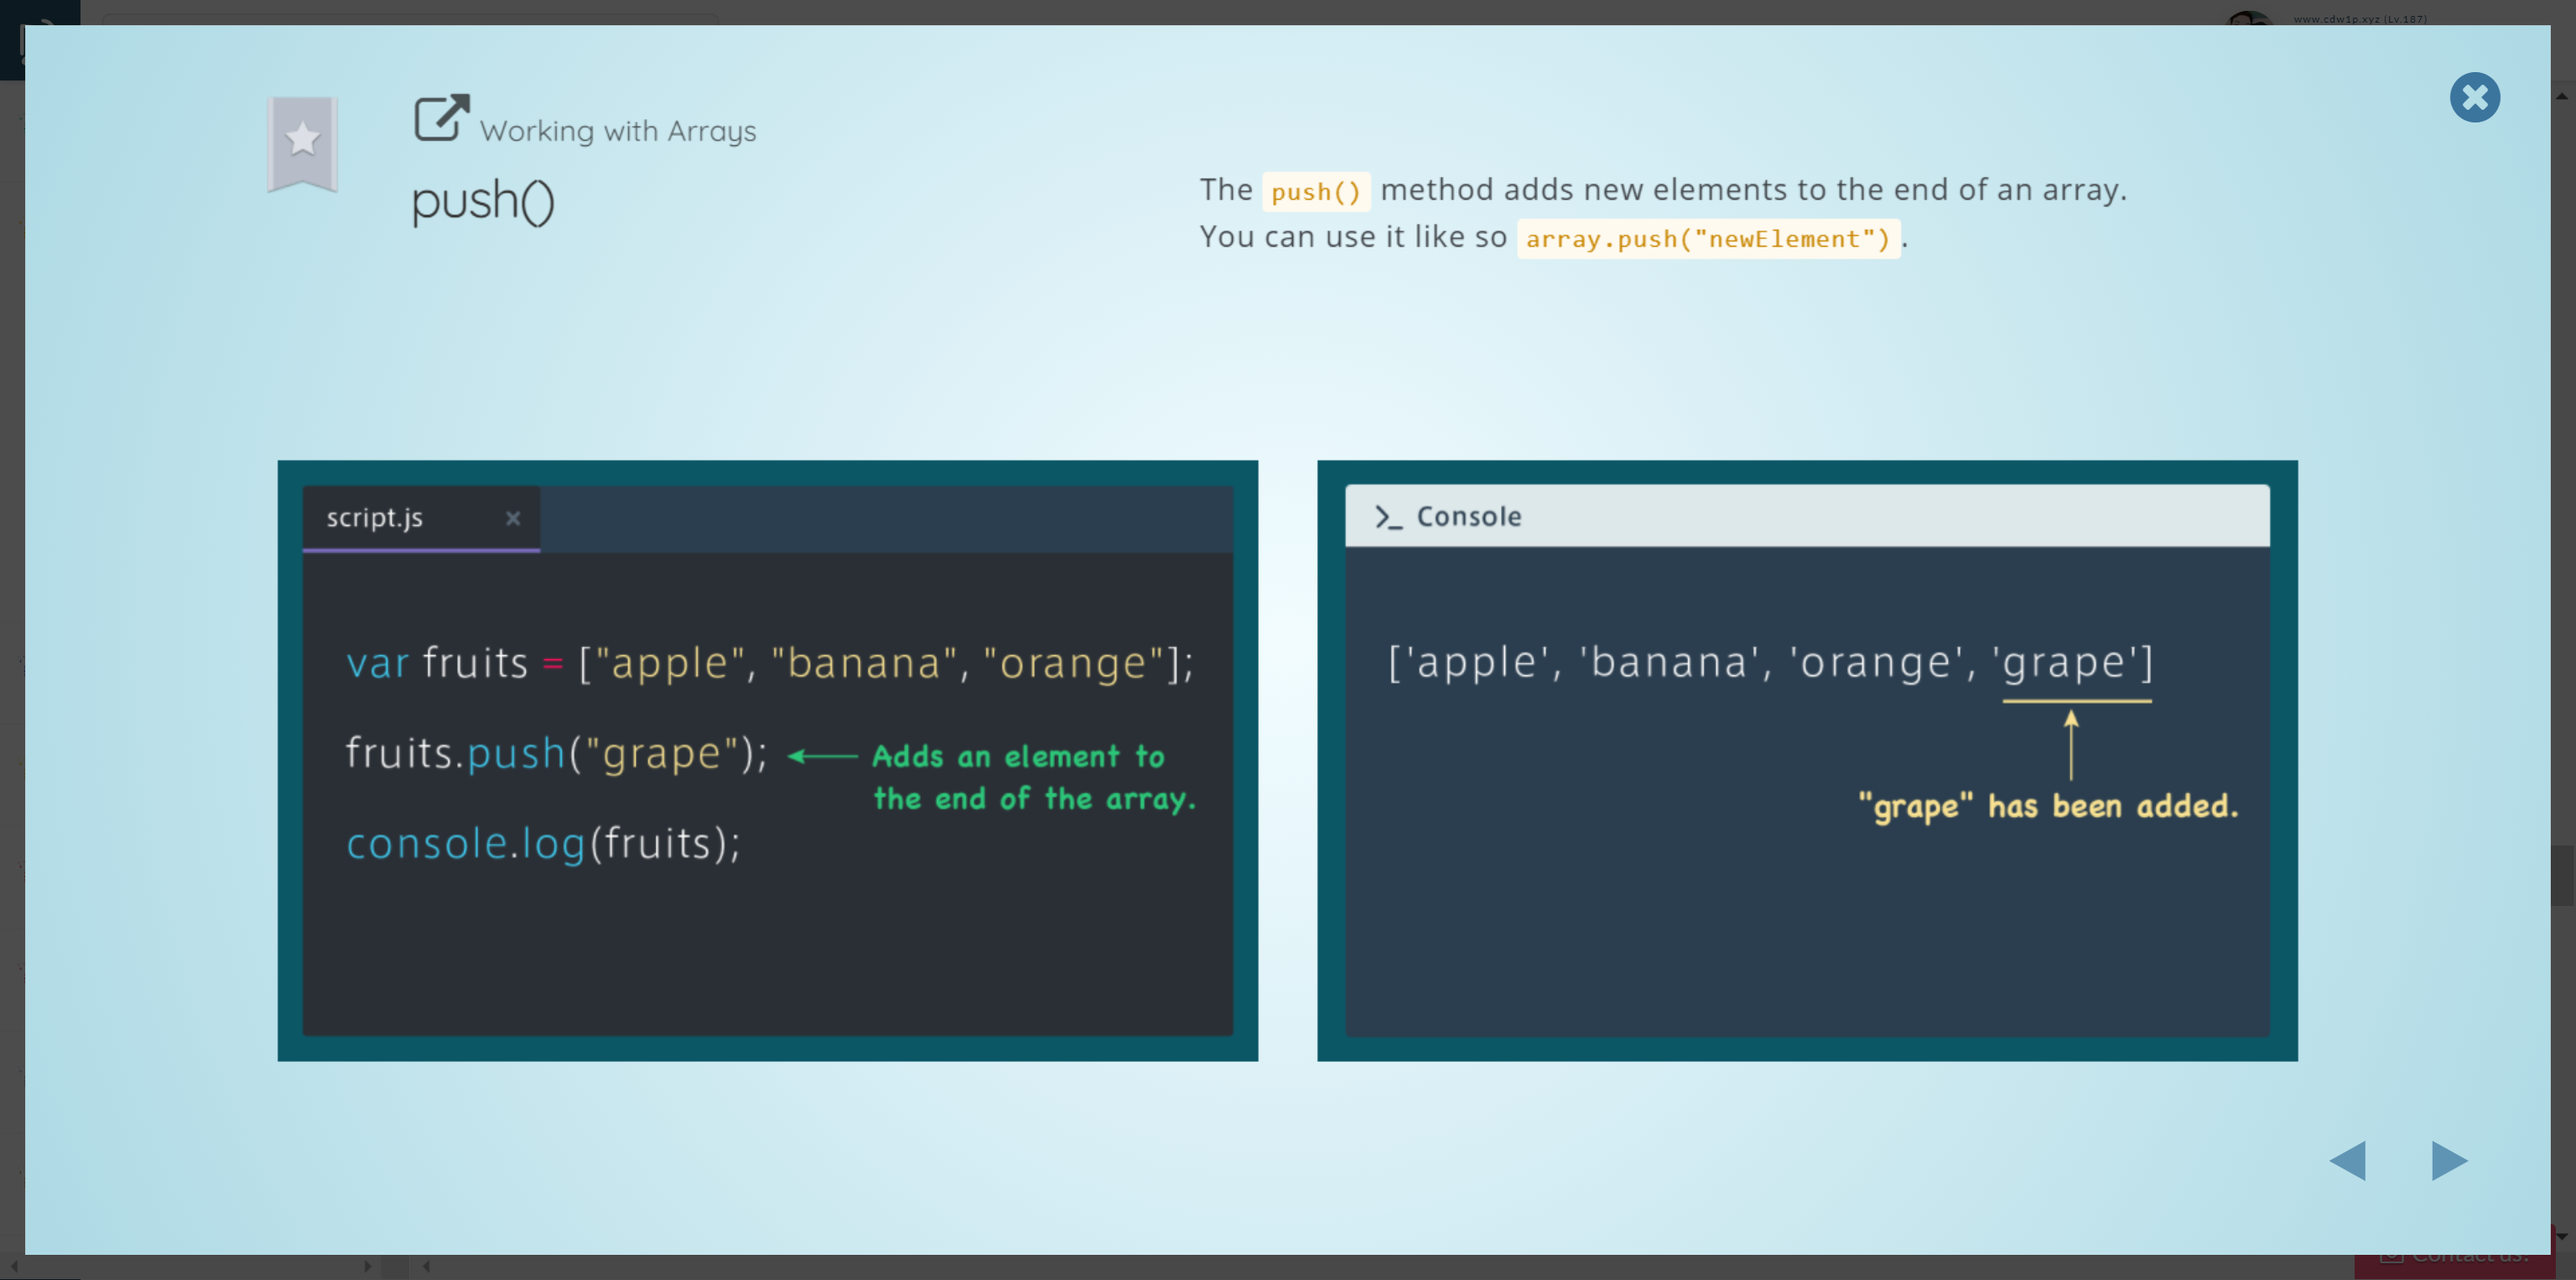 www.cdw1p.xyz (Lv.187)
Working with Arrays
push()
The push() method adds new elements to the end of an array.
You can use it like so array.push("newElement").
script.js ×
var fruits = ["apple", "banana", "orange"];
fruits.push("grape");
Adds an element to
the end of the array.
console.log(fruits);
>_ Console
['apple', 'banana', 'orange', 'grape']
"grape" has been added.
Contact us!